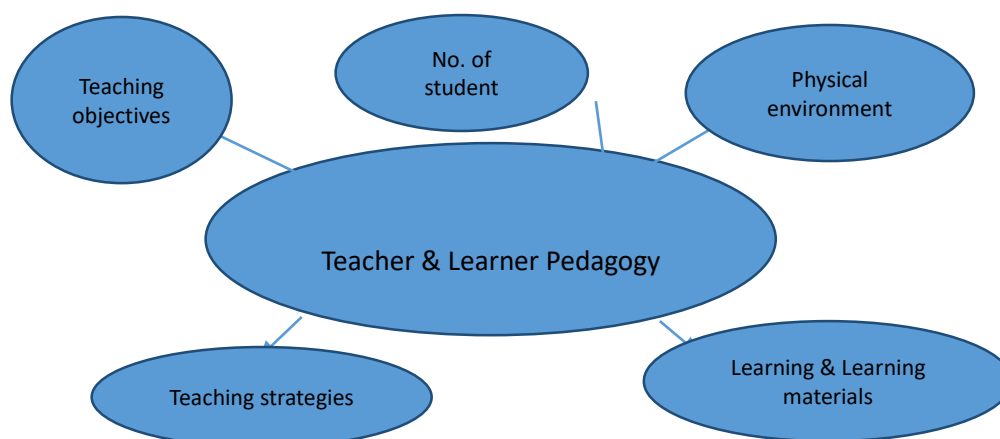 Teaching
objectives
No. of
student
Physical
environment
Teacher & Learner Pedagogy
Teaching strategies
Learning & Learning
materials